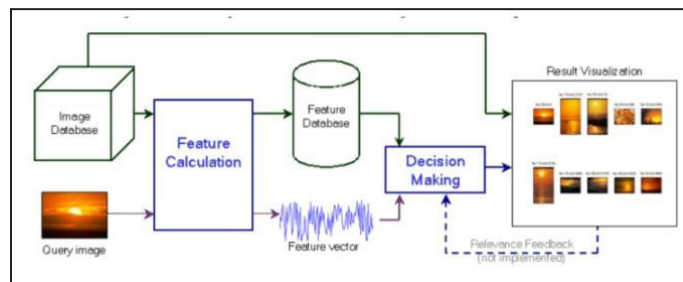 Result Visualization
Image
Database
Feature
Calculation
Feature
Database
Decision
Making
Query image
Feature vector
Relevance Feedback
(not implemented)